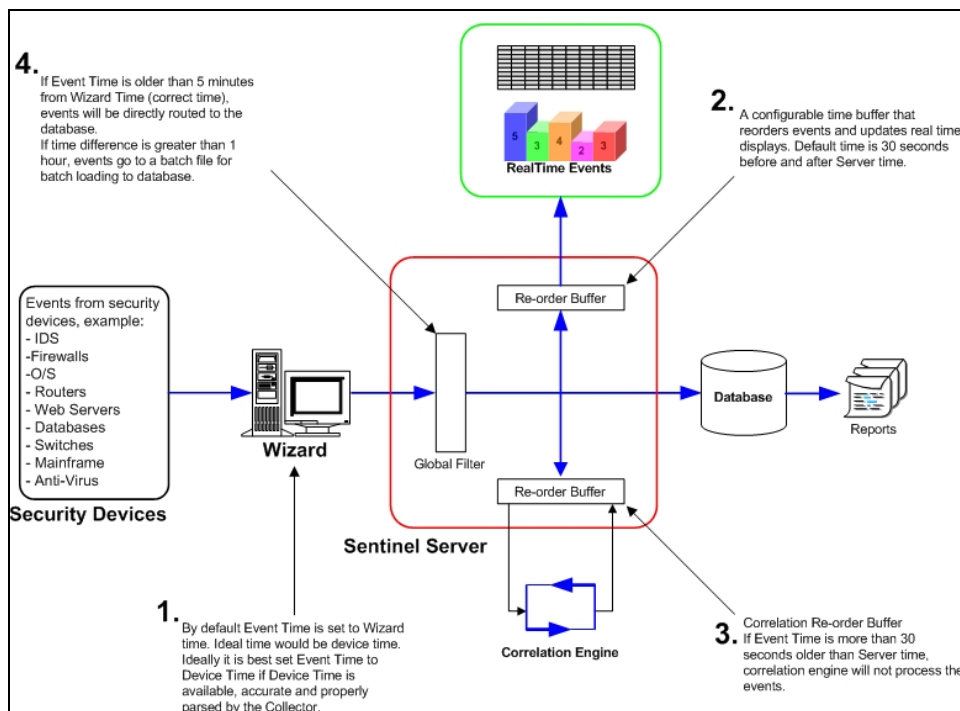 4.
If Event Time is older than 5 minutes
from Wizard Time (correct time),
events will be directly routed to the
database.
If time difference is greater than 1
hour, events go to a batch file for
batch loading to database.
5
3
4
2
3
RealTime Events
2.
A configurable time buffer that
reorders events and updates real time
displays. Default time is 30 seconds
before and after Server time.
Events from security
devices, example:
- IDS
-Firewalls
-O/S
- Routers
- Web Servers
- Databases
- Switches
- Mainframe
- Anti-Virus
Security Devices
Wizard
Global Filter
Re-order Buffer
Re-order Buffer
Sentinel Server
Database
Reports
Correlation Engine
1.
By default Event Time is set to Wizard
time. Ideal time would be device time.
Ideally it is best set Event Time to
Device Time if Device Time is
available, accurate and properly
parsed by the Collector.
3.
Correlation Re-order Buffer
If Event Time is more than 30
seconds older than Server time,
correlation engine will not process the
events.